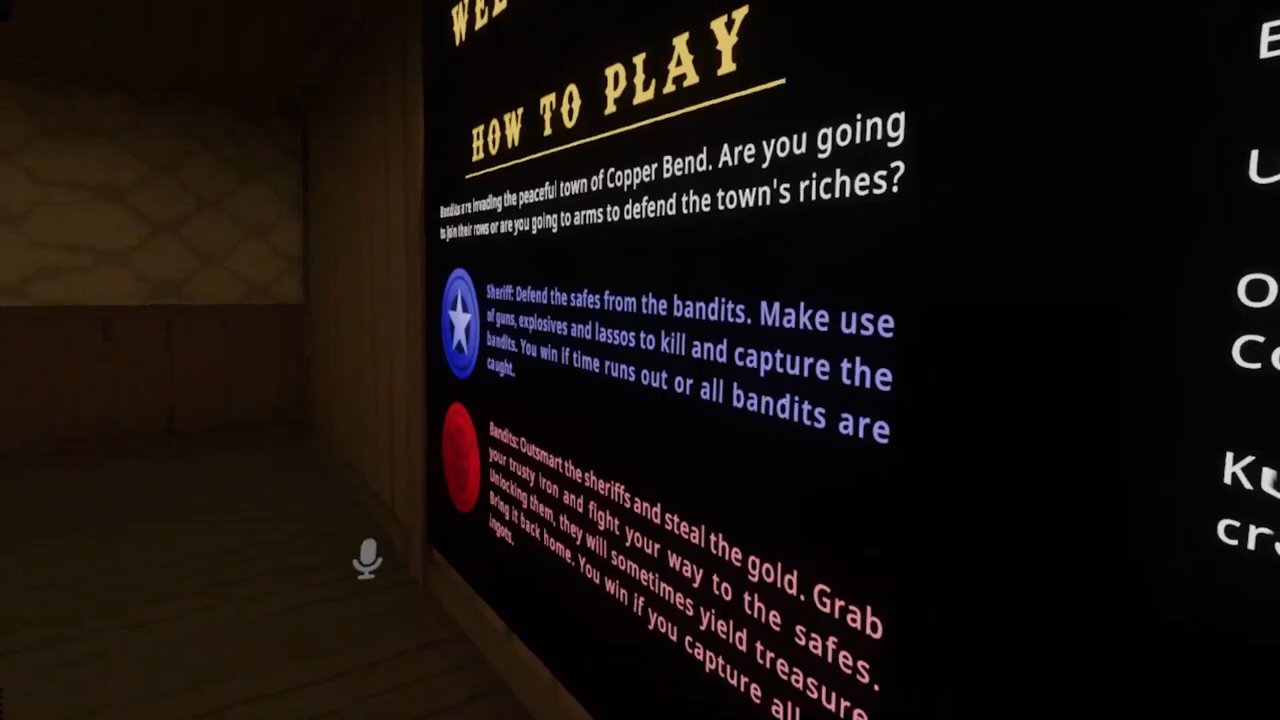 HOW TO PLAY
Bandits are invading the peaceful town of Copper Bend. Are you going
to join their rows or are you going to arms to defend the town's riches?
Sheriff: Defend the safes from the bandits. Make use
of guns, explosives and lassos to kill and capture the
bandits. You win if time runs out or all bandits are
caught.
Bandits: Outsmart the sheriffs and steal the gold. Grab
your trusty iron and fight your way to the safes.
Unlocking them, they will sometimes yield treasure.
Bring it back home. You win if you capture all
ingots.